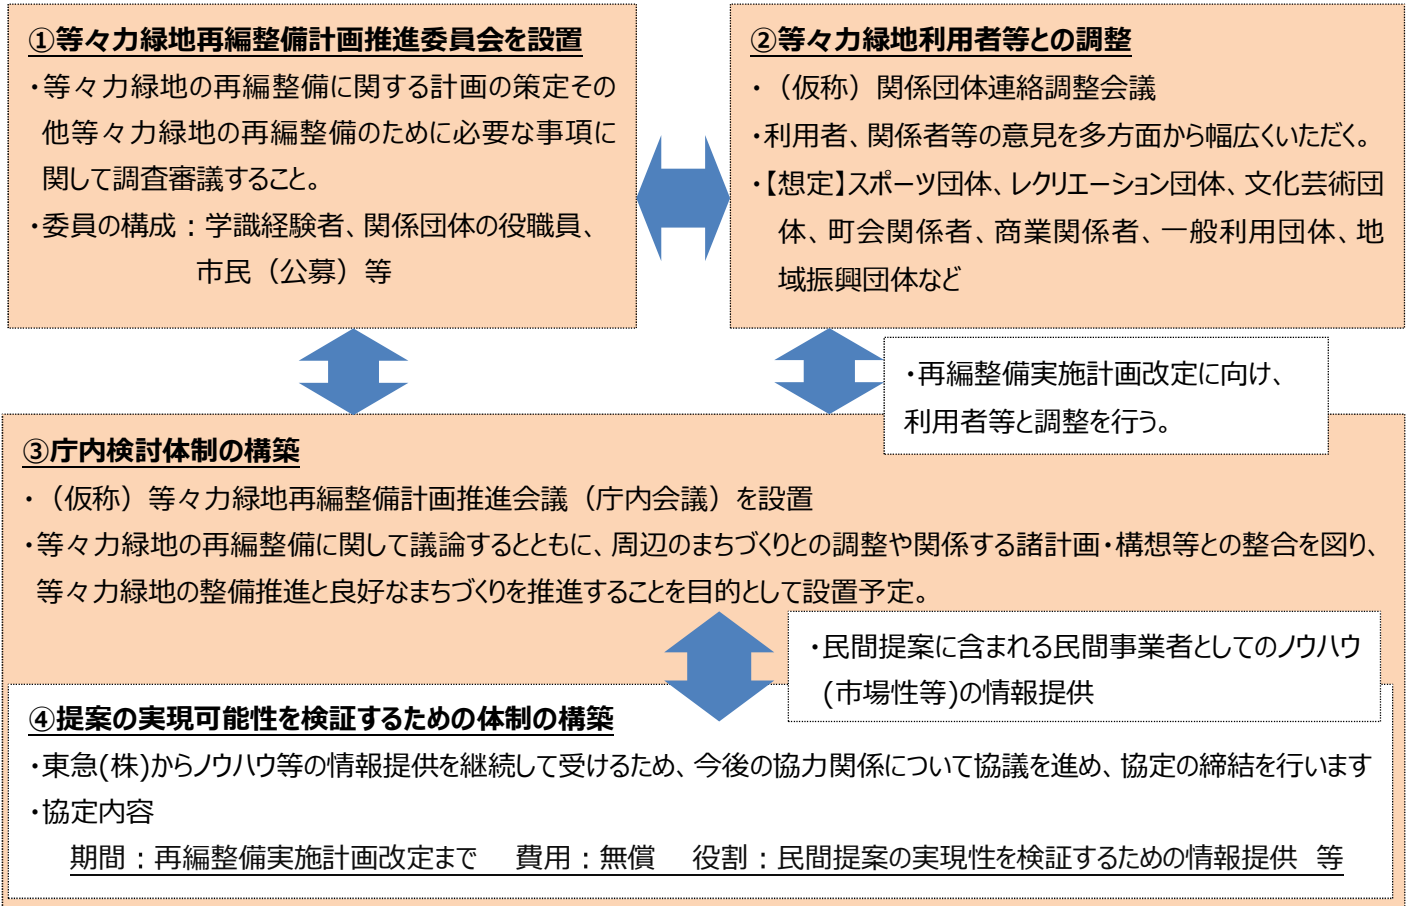 ①等々力緑地再編整備計画推進委員会を設置
・等々力緑地の再編整備に関する計画の策定その
他等々力緑地の再編整備のために必要な事項に
関して調査審議すること。
・委員の構成：学識経験者、関係団体の役職員、
市民（公募）等
②等々力緑地利用者等との調整
・（仮称）関係団体連絡調整会議
・利用者、関係者等の意見を多方面から幅広くいただく。
・【想定】スポーツ団体、レクリエーション団体、文化芸術団
体、町会関係者、商業関係者、一般利用団体、地
域振興団体など
・再編整備実施計画改定に向け、
利用者等と調整を行う。
③庁内検討体制の構築
・（仮称）等々力緑地再編整備計画推進会議（庁内会議）を設置
・等々力緑地の再編整備に関して議論するとともに、周辺のまちづくりとの調整や関係する諸計画・構想等との整合を図り、
等々力緑地の整備推進と良好なまちづくりを推進することを目的として設置予定。
・民間提案に含まれる民間事業者としてのノウハウ
(市場性等)の情報提供
④提案の実現可能性を検証するための体制の構築
・東急(株)からノウハウ等の情報提供を継続して受けるため、今後の協力関係について協議を進め、協定の締結を行います
・協定内容
期間：再編整備実施計画改定まで　費用：無償　役割：民間提案の実現性を検証するための情報提供 等